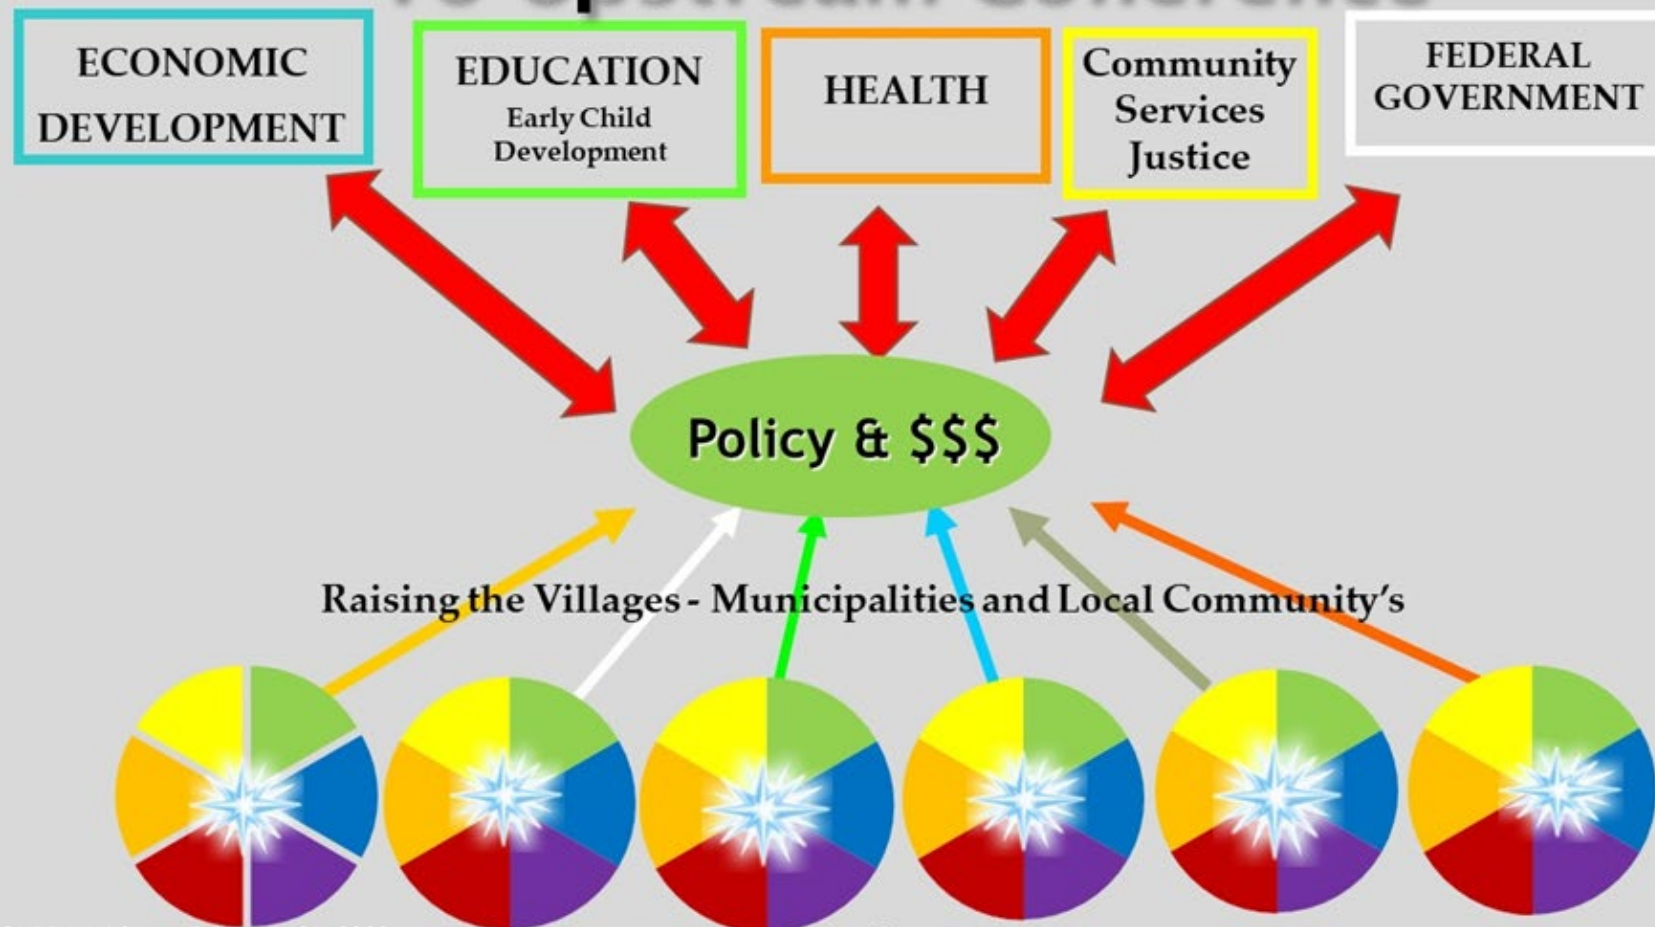 ECONOMIC
DEVELOPMENT
EDUCATION
Early Child
Development
HEALTH
Community
Services
Justice
FEDERAL
GOVERNMENT
Policy & $$$
Raising the Villages - Municipalities and Local Community's